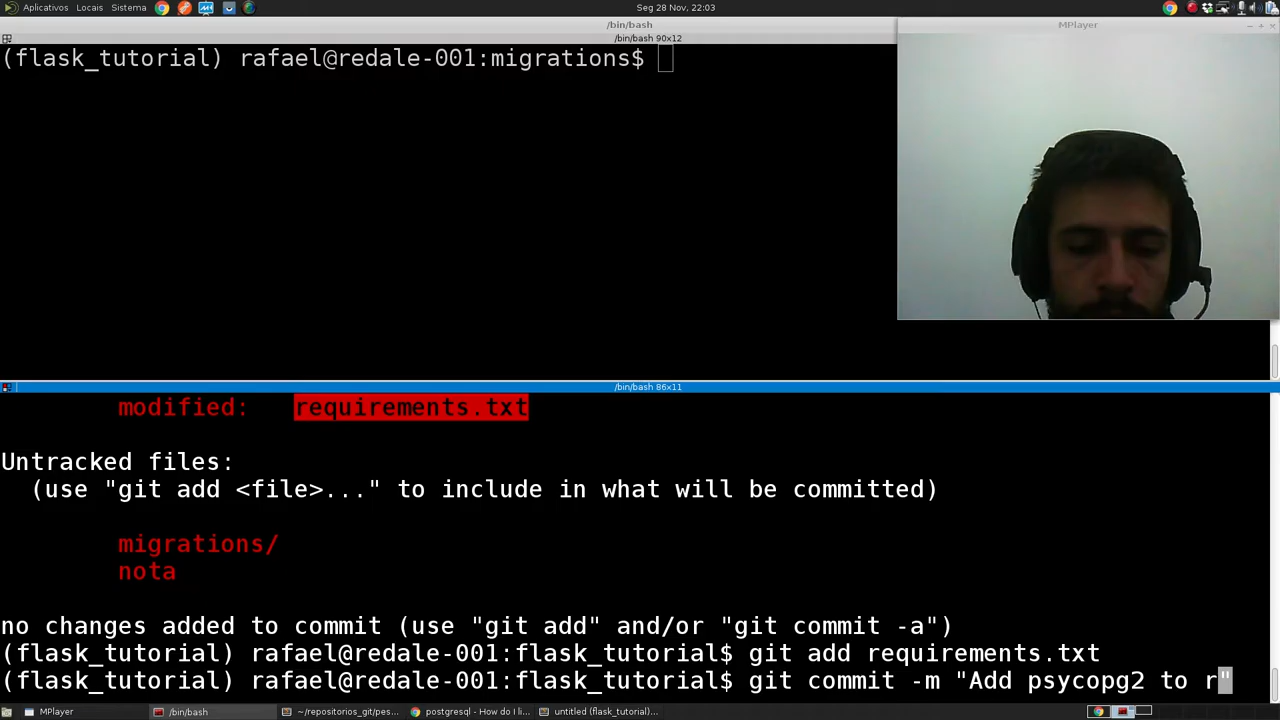 Aplicativos Locais Sistema Seg 28 Nov, 22:03
/bin/bash
MPlayer
/bin/bash 90x12
(flask_tutorial) rafael@redale-001:migrations$
/bin/bash 86x11
modified: requirements.txt
Untracked files:
(use "git add <file>..." to include in what will be committed)
migrations/
nota
no changes added to commit (use "git add" and/or "git commit -a")
(flask_tutorial) rafael@redale-001:flask_tutorial$ git add requirements.txt
(flask_tutorial) rafael@redale-001:flask_tutorial$ git commit -m "Add psycopg2 to r"
MPlayer /bin/bash ~/repositorios_git/pes... postgresql - How do I li... untitled (flask_tutorial)...